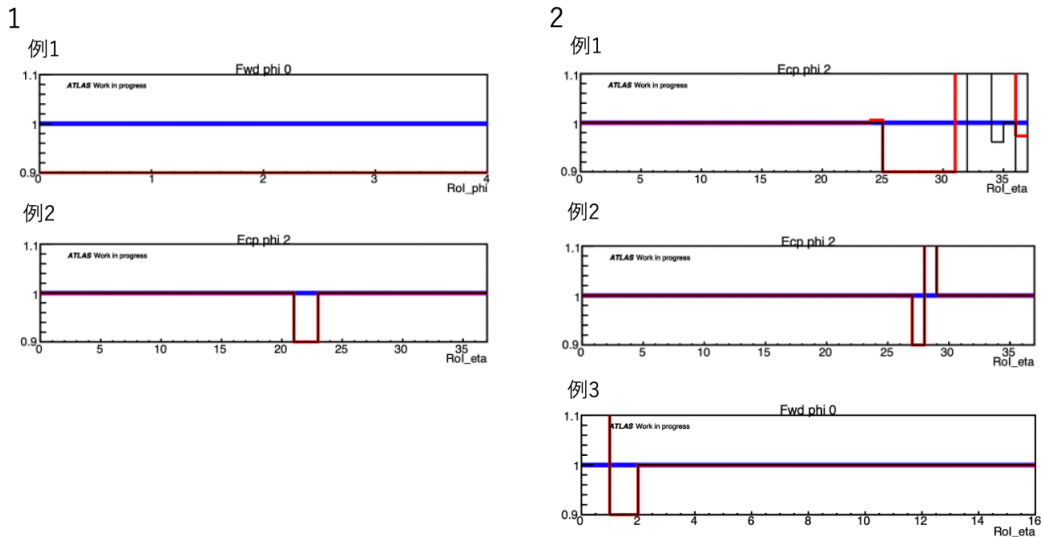 1
例1
Fwd phi 0
1.1
ATLAS Work in progress
1
0.9
0 1 2 3 4
RoI_phi
例2
Ecp phi 2
1.1
ATLAS Work in progress
1
0.9
0 5 10 15 20 25 30 35
RoI_eta
2
例1
Ecp phi 2
1.1
ATLAS Work in progress
1
0.9
0 5 10 15 20 25 30 35
RoI_eta
例2
Ecp phi 2
1.1
ATLAS Work in progress
1
0.9
0 5 10 15 20 25 30 35
RoI_eta
例3
Fwd phi 0
1.1
ATLAS Work in progress
1
0.9
0 2 4 6 8 10 12 14 16
RoI_eta